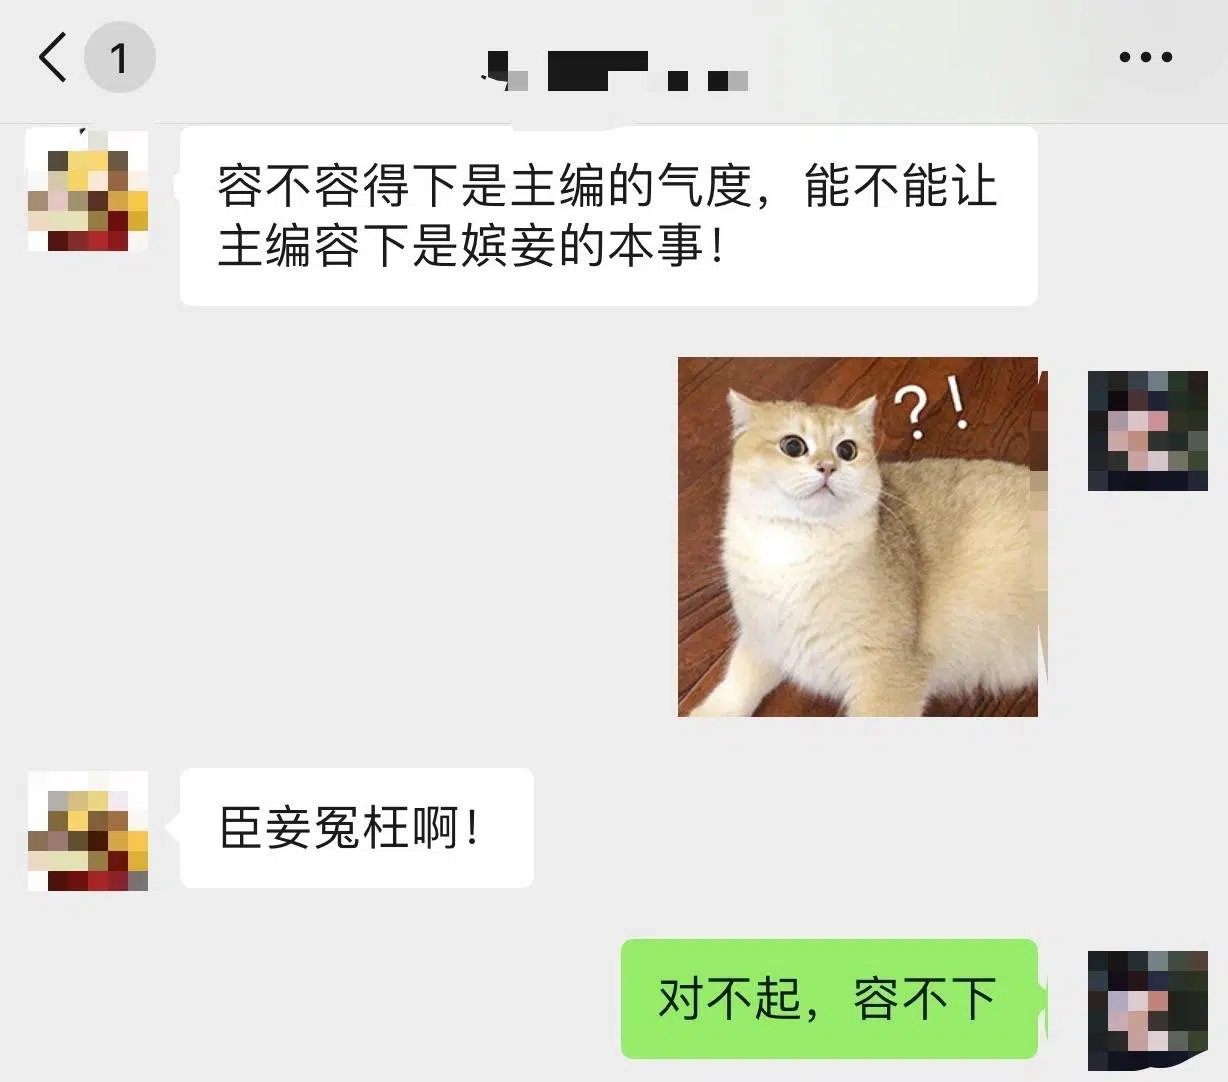 1
容不容得下是主编的气度，能不能让
主编容下是嫔妾的本事！
？！
臣妾冤枉啊！
对不起，容不下